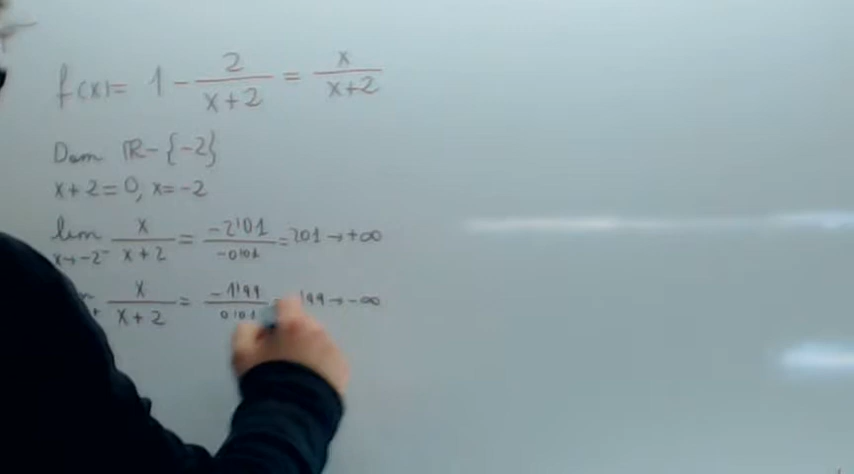 f(x)= 1 - 2/(x+2) = x/(x+2)
Dom ℝ-{-2}
x+2=0, x=-2
lim x→-2⁻ x/(x+2) = -2'01/-0'01 = 201 → +∞
x/(x+2) = -1'99/0'01 199 → -∞